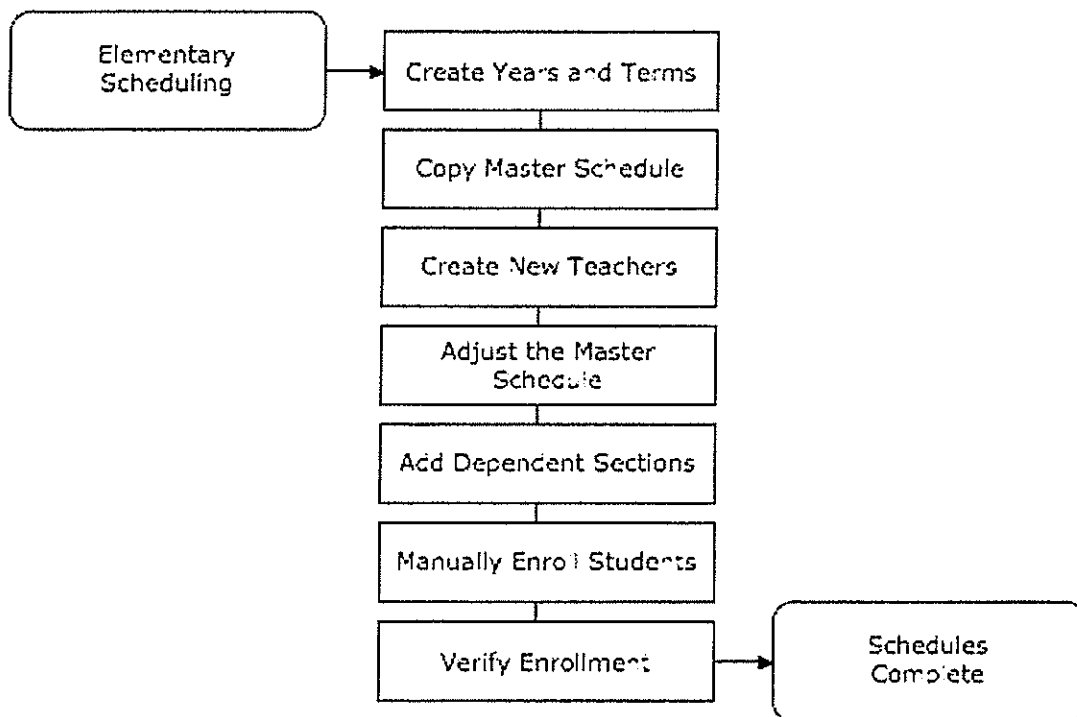 Elementary
Scheduling
Create Years and Terms
Copy Master Schedule
Create New Teachers
Adjust the Master
Schedule
Add Dependent Sections
Manually Enroll Students
Verify Enrollment
Schedules
Complete